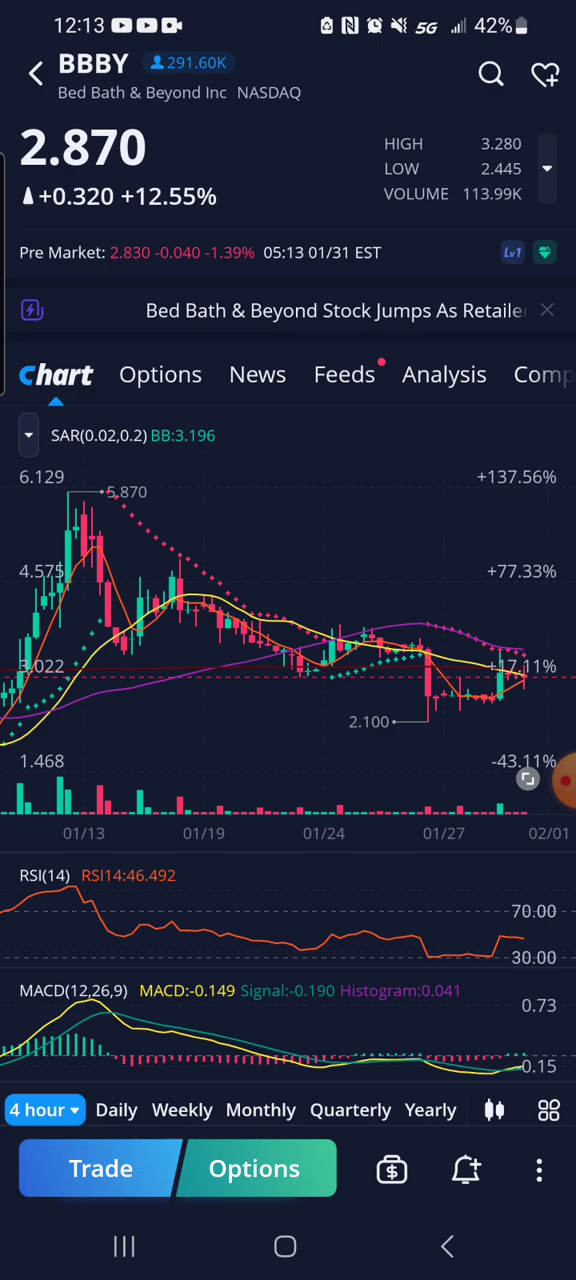 12:13 5G 42%
BBBY 291.60K
Bed Bath & Beyond Inc NASDAQ
2.870
+0.320 +12.55%
HIGH 3.280
LOW 2.445
VOLUME 113.99K
Pre Market: 2.830 -0.040 -1.39% 05:13 01/31 EST Lv1
Bed Bath & Beyond Stock Jumps As Retailer
Chart Options News Feeds Analysis Comp
SAR(0.02,0.2) BB:3.196
6.129 +137.56%
5.870
4.575 +77.33%
3.022 +17.11%
2.100
1.468 -43.11%
01/13 01/19 01/24 01/27 02/01
RSI(14) RSI14:46.492
70.00
30.00
MACD(12,26,9) MACD:-0.149 Signal:-0.190 Histogram:0.041
0.73
-0.15
4 hour Daily Weekly Monthly Quarterly Yearly
Trade Options